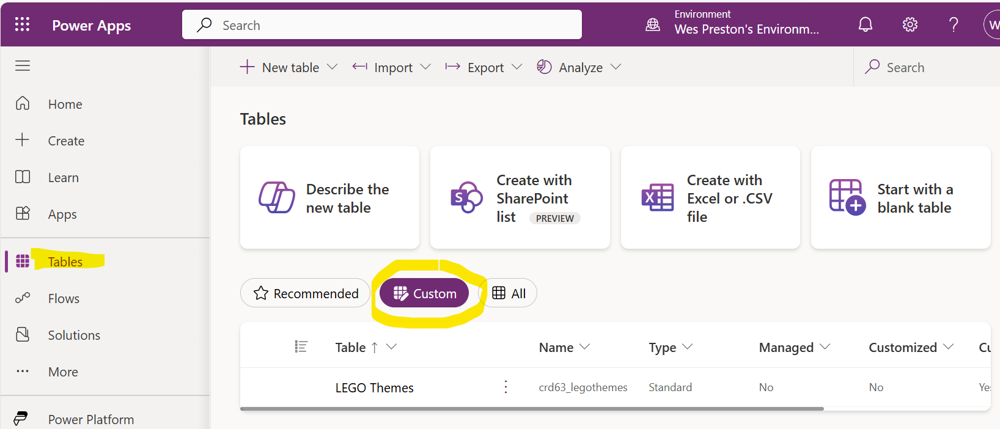 Power Apps
Search
Environment
Wes Preston's Environm...
W
New table
Import
Export
Analyze
Search
Home
Create
Learn
Apps
Tables
Flows
Solutions
More
Power Platform
Tables
Describe the
new table
Create with
SharePoint
list PREVIEW
Create with
Excel or .CSV
file
Start with a
blank table
Recommended
Custom
All
Table ↑ Name Type Managed Customized Cu
LEGO Themes crd63_legothemes Standard No No Yes